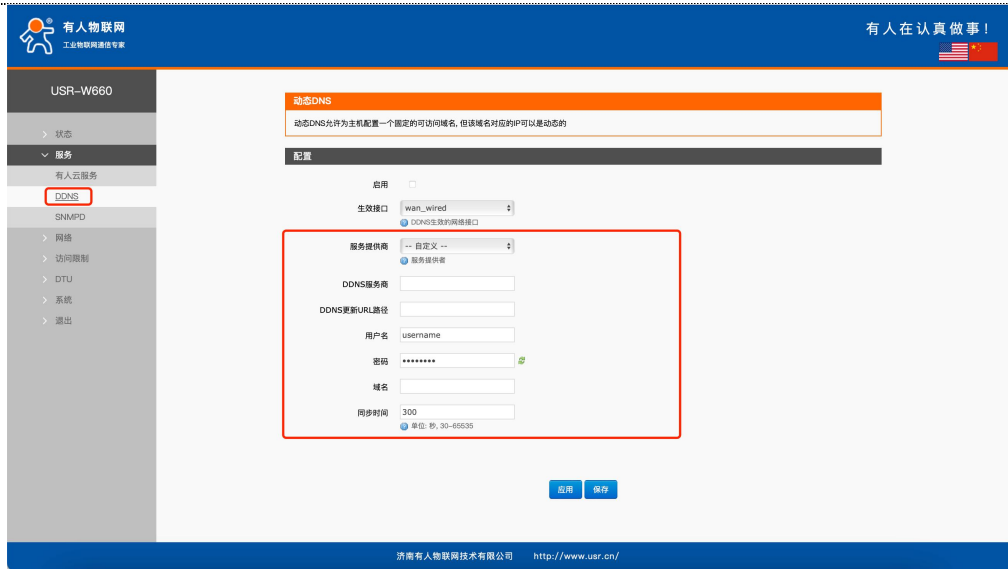 有人物联网
工业物联网通信专家
有人在认真做事!
USR-W660
状态
服务
有人云服务
DDNS
SNMPD
网络
访问限制
DTU
系统
退出
动态DNS
动态DNS允许为主机配置一个固定的可访问域名, 但该域名对应的IP可以是动态的
配置
启用
生效接口 wan_wired
DDNS生效的网络接口
服务提供商 -- 自定义 --
服务提供者
DDNS服务商
DDNS更新URL路径
用户名 username
密码 ••••••••
域名
同步时间 300
单位: 秒, 30-65535
应用 保存
济南有人物联网技术有限公司 http://www.usr.cn/